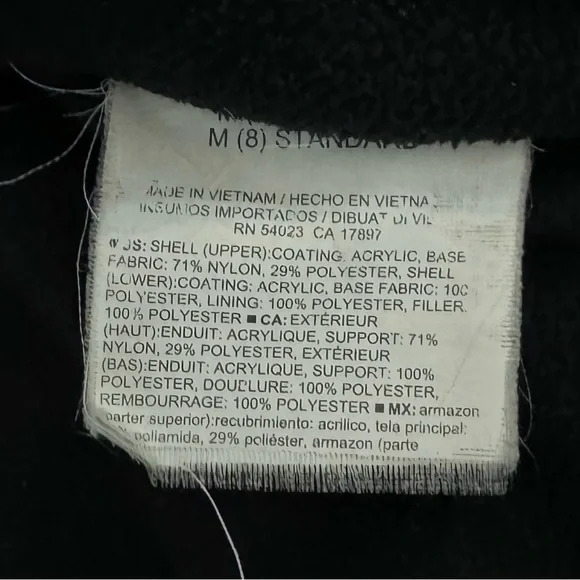 M (8) STANDARD
MADE IN VIETNAM / HECHO EN VIETNA
INSUMOS IMPORTADOS / DIBUAT DI VIE
RN 54023 CA 17897
US: SHELL (UPPER):COATING: ACRYLIC, BASE
FABRIC: 71% NYLON, 29% POLYESTER, SHELL
(LOWER):COATING: ACRYLIC, BASE FABRIC: 100
POLYESTER, LINING: 100% POLYESTER, FILLER:
100% POLYESTER ■ CA: EXTÉRIEUR
(HAUT):ENDUIT: ACRYLIQUE, SUPPORT: 71%
NYLON, 29% POLYESTER, EXTÉRIEUR
(BAS):ENDUIT: ACRYLIQUE, SUPPORT: 100%
POLYESTER, DOUBLURE: 100% POLYESTER,
REMBOURRAGE: 100% POLYESTER ■ MX: armazon
parter superior):recubrimiento: acrilico, tela principal:
% poliamida, 29% poliéster, armazon (parte